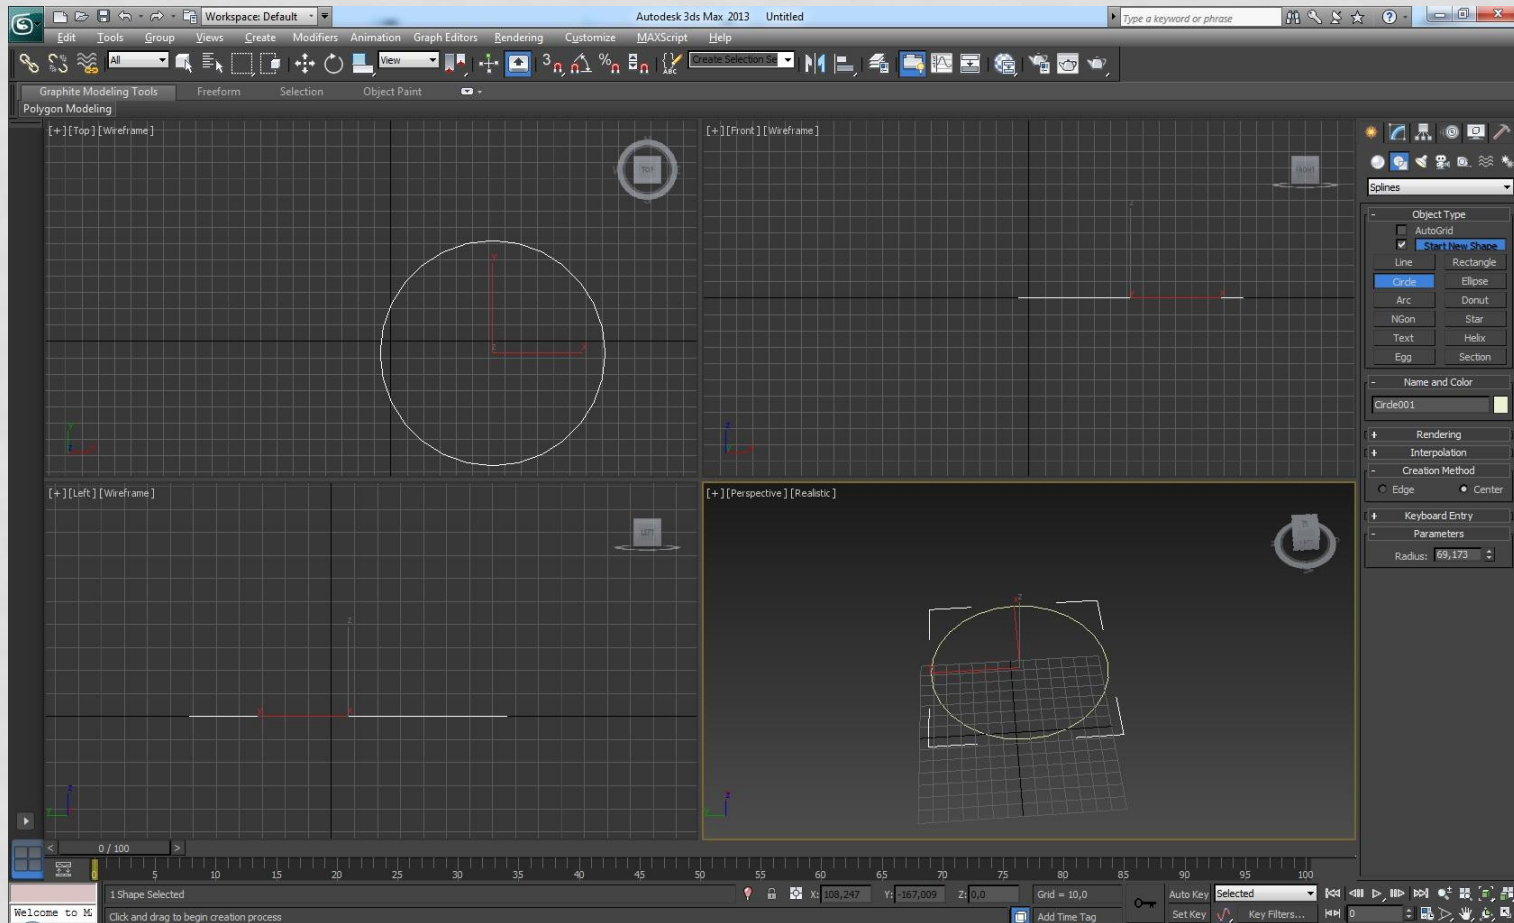 Workspace: Default
Autodesk 3ds Max 2013 Untitled
Type a keyword or phrase
Edit Tools Group Views Create Modifiers Animation Graph Editors Rendering Customize MAXScript Help
All
View
3
%
ABC
Create Selection Se
Graphite Modeling Tools Freeform Selection Object Paint
Polygon Modeling
[+][Top][Wireframe]
TOP
y
z x
y
z x
[+][Front][Wireframe]
FRONT
z
x
z
[+][Left][Wireframe]
LEFT
z
z
y
[+][Perspective][Realistic]
z
z
Splines
- Object Type
AutoGrid
Start New Shape
Line Rectangle
Circle Ellipse
Arc Donut
NGon Star
Text Helix
Egg Section
- Name and Color
Circle001
+ Rendering
+ Interpolation
- Creation Method
Edge Center
+ Keyboard Entry
- Parameters
Radius: 69,173
< 0 / 100 >
0 5 10 15 20 25 30 35 40 45 50 55 60 65 70 75 80 85 90 95 100
1 Shape Selected
X: 108,247 Y: -167,009 Z: 0,0 Grid = 10,0
Auto Key Selected
Welcome to M
Click and drag to begin creation process
Add Time Tag
Set Key Key Filters...
0